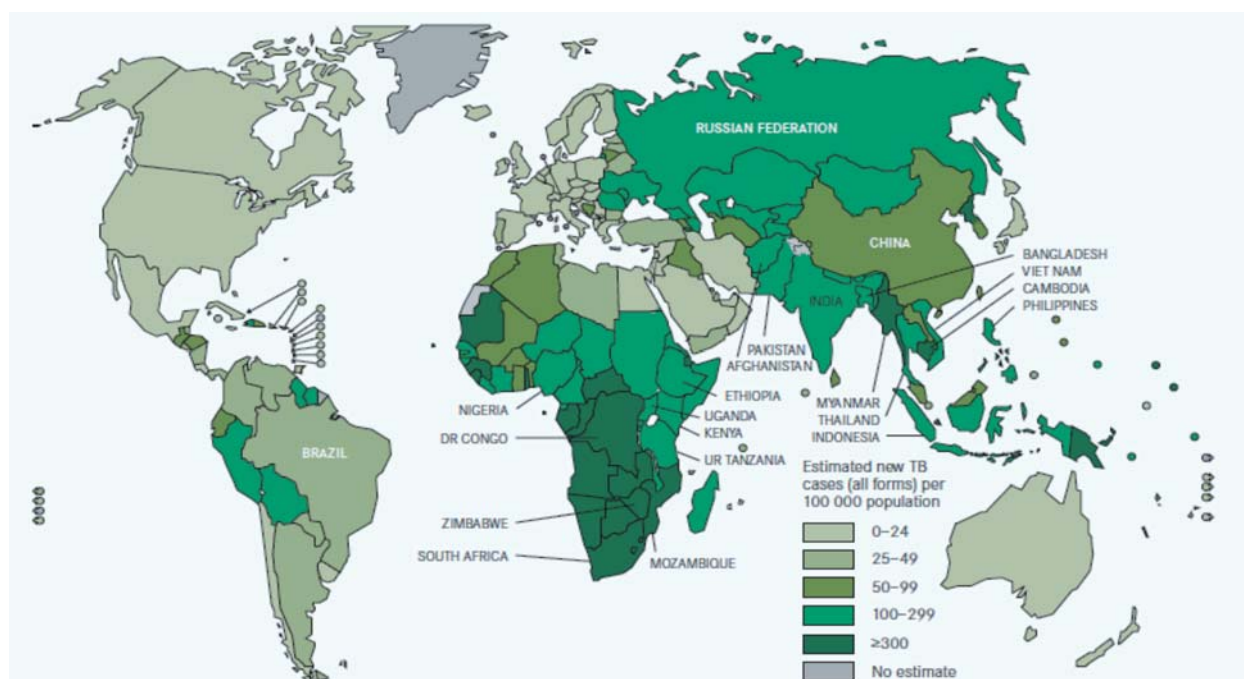 RUSSIAN FEDERATION
CHINA
BANGLADESH
VIET NAM
CAMBODIA
PHILIPPINES
INDIA
PAKISTAN
AFGHANISTAN
ETHIOPIA
NIGERIA
MYANMAR
UGANDA
THAILAND
KENYA
DR CONGO
INDONESIA
BRAZIL
UR TANZANIA
Estimated new TB
cases (all forms) per
100 000 population
ZIMBABWE
0–24
SOUTH AFRICA
MOZAMBIQUE
25–49
50–99
100–299
≥300
No estimate